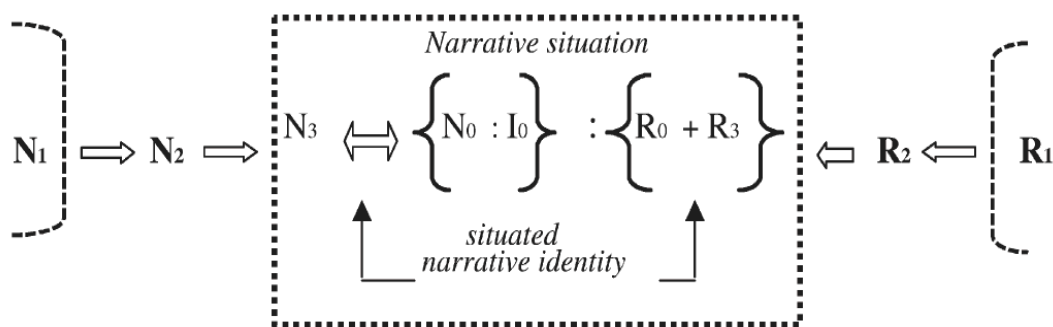 Narrative situation
N₁ ⇒ N₂ ⇒ N₃ ⇔ {N₀ : I₀} : {R₀ + R₃} ⇐ R₂ ⇐ R₁
situated
narrative identity